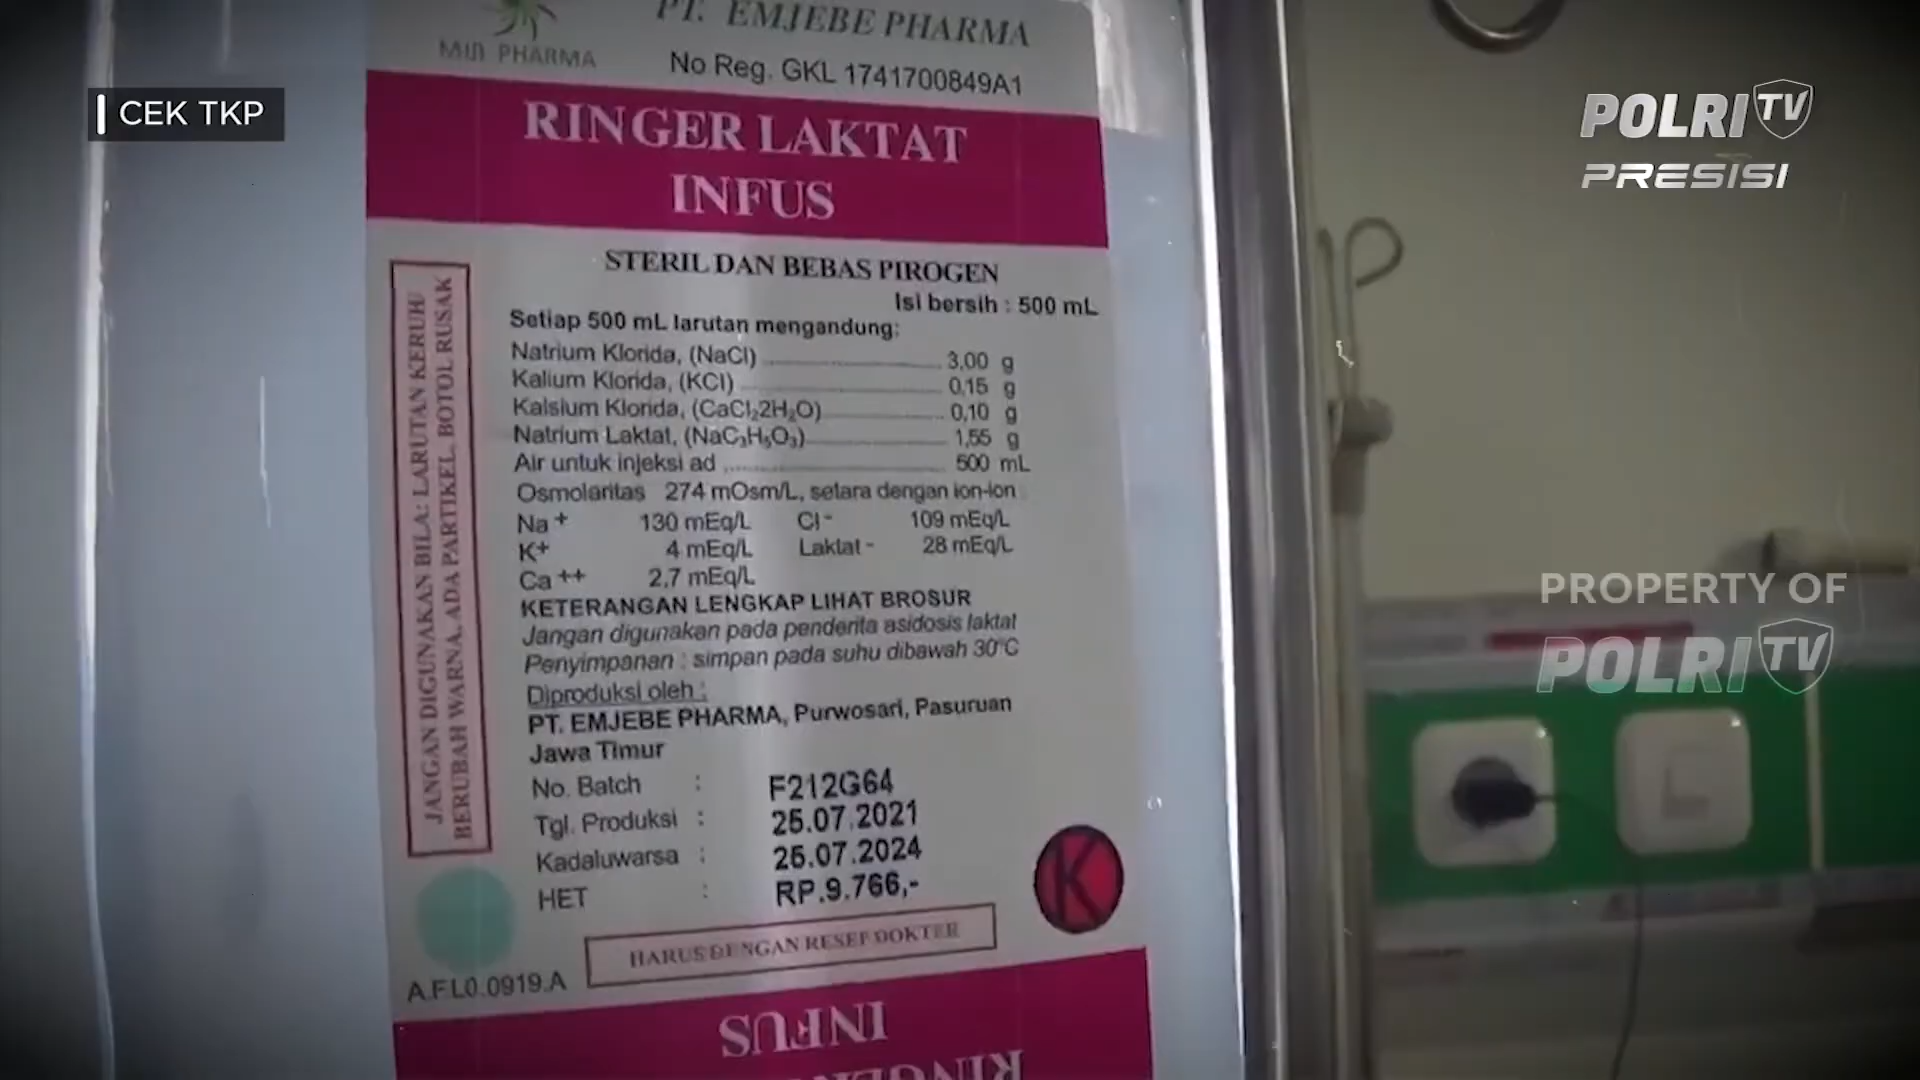 CEK TKP
POLRI TV
PRESISI
PROPERTY OF
POLRI TV
PT. EMJEBE PHARMA
MJB PHARMA
No Reg. GKL 1741700849A1
RINGER LAKTAT
INFUS
STERIL DAN BEBAS PIROGEN
Isi bersih : 500 mL
Setiap 500 mL larutan mengandung:
Natrium Klorida, (NaCl) ........ 3,00 g
Kalium Klorida, (KCl) ........ 0,15 g
Kalsium Klorida, (CaCl₂2H₂O) ........ 0,10 g
Natrium Laktat, (NaC₃H₅O₃) ........ 1,55 g
Air untuk injeksi ad ........ 500 mL
Osmolaritas 274 mOsm/L, setara dengan ion-ion :
Na+ 130 mEq/L Cl- 109 mEq/L
K+ 4 mEq/L Laktat- 28 mEq/L
Ca++ 2,7 mEq/L
KETERANGAN LENGKAP LIHAT BROSUR
Jangan digunakan pada penderita asidosis laktat
Penyimpanan : simpan pada suhu dibawah 30°C
Diproduksi oleh :
PT. EMJEBE PHARMA, Purwosari, Pasuruan
Jawa Timur
No. Batch : F212G64
Tgl. Produksi : 25.07.2021
Kadaluwarsa : 25.07.2024
HET : RP.9.766,-
K
HARUS DENGAN RESEP DOKTER
A.FL0.0919.A
JANGAN DIGUNAKAN BILA: LARUTAN KERUH/
BERUBAH WARNA, ADA PARTIKEL, BOTOL RUSAK
INFUS
RINGER